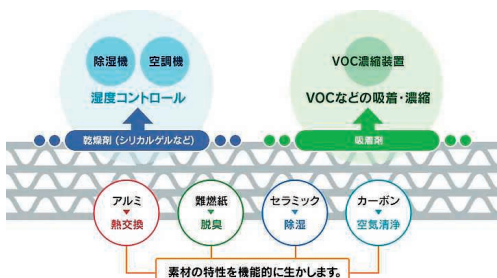 除湿機
空調機
湿度コントロール
VOC濃縮装置
VOCなどの吸着・濃縮
乾燥剤(シリカルゲルなど)
吸着剤
アルミ
熱交換
難燃紙
脱臭
セラミック
除湿
カーボン
空気清浄
素材の特性を機能的に生かします。